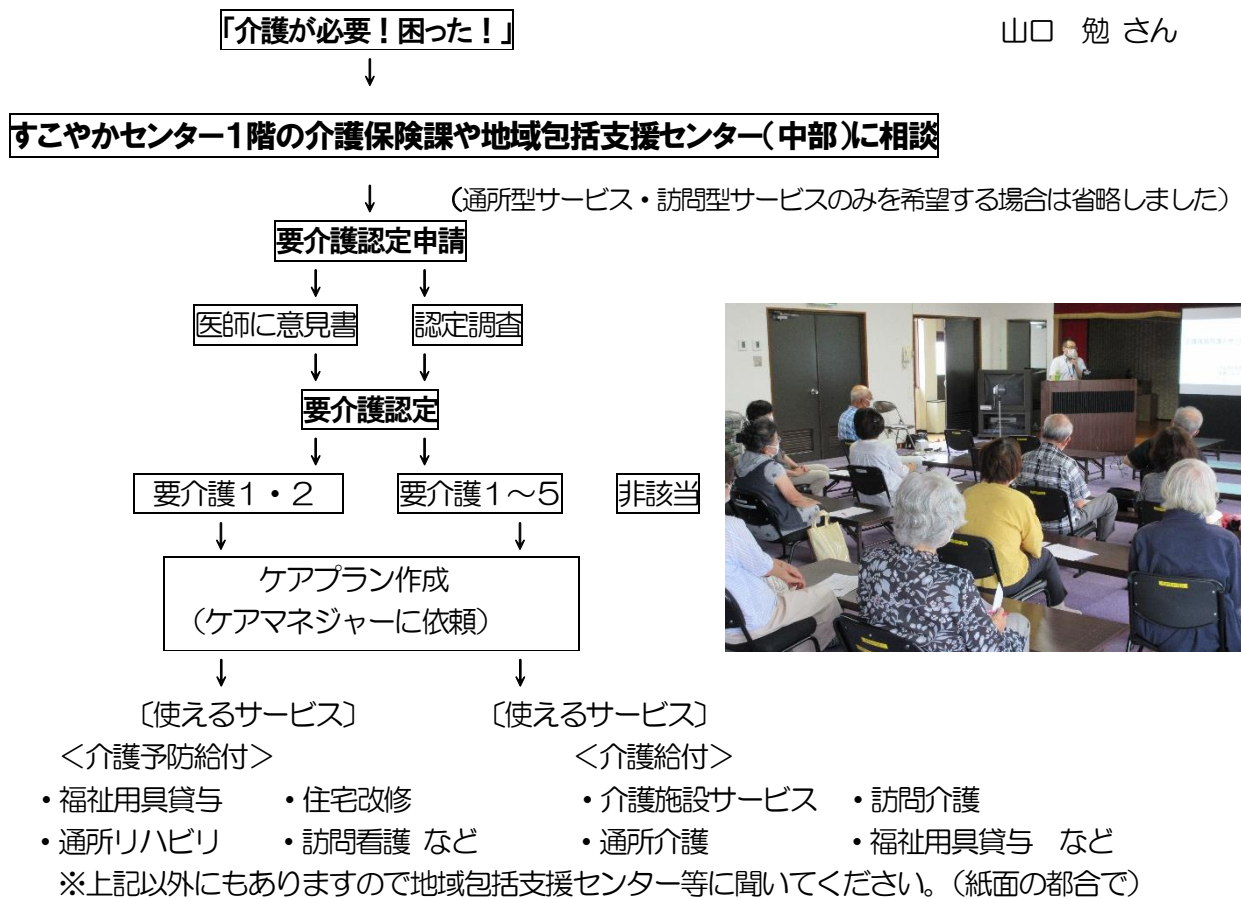 「介護が必要！困った！」
山口　勉 さん
↓
すこやかセンター１階の介護保険課や地域包括支援センター（中部）に相談
↓ （通所型サービス・訪問型サービスのみを希望する場合は省略しました）
要介護認定申請
↓ ↓
医師に意見書 認定調査
↓ ↓
要介護認定
↓ ↓
要介護１・２ 要介護１～５ 非該当
↓ ↓
ケアプラン作成
（ケアマネジャーに依頼）
↓ ↓
〔使えるサービス〕 〔使えるサービス〕
＜介護予防給付＞ ＜介護給付＞
・福祉用具貸与 ・住宅改修 ・介護施設サービス ・訪問介護
・通所リハビリ ・訪問看護 など ・通所介護 ・福祉用具貸与　など
※上記以外にもありますので地域包括支援センター等に聞いてください。（紙面の都合で）